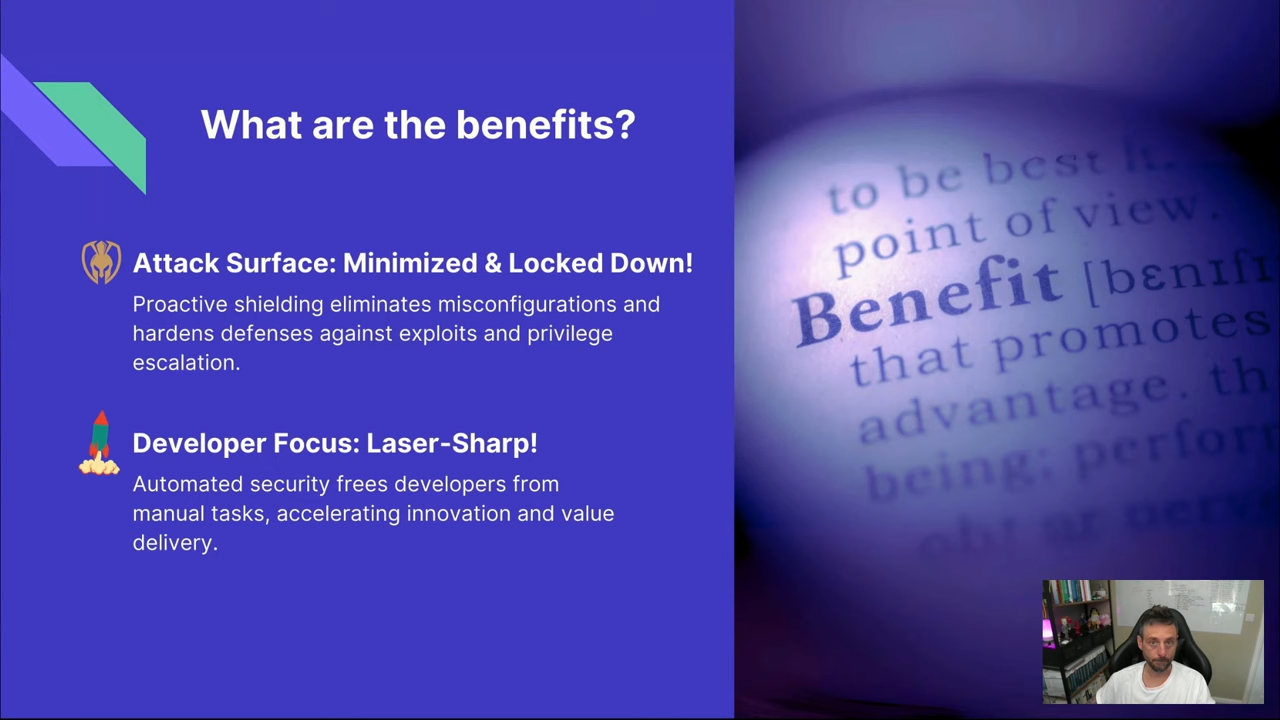 What are the benefits?
Attack Surface: Minimized & Locked Down!
Proactive shielding eliminates misconfigurations and
hardens defenses against exploits and privilege
escalation.
Developer Focus: Laser-Sharp!
Automated security frees developers from
manual tasks, accelerating innovation and value
delivery.
to be best
point of view.
Benefit
that promotes
advantage. th
being; perfor